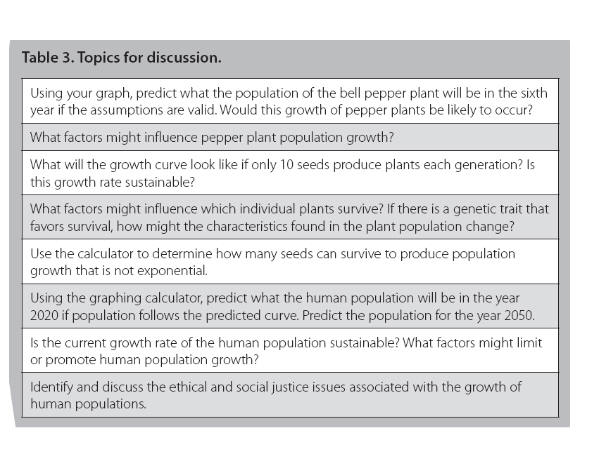 Table 3. Topics for discussion.
Using your graph, predict what the population of the bell pepper plant will be in the sixth
year if the assumptions are valid. Would this growth of pepper plants be likely to occur?
What factors might influence pepper plant population growth?
What will the growth curve look like if only 10 seeds produce plants each generation? Is
this growth rate sustainable?
What factors might influence which individual plants survive? If there is a genetic trait that
favors survival, how might the characteristics found in the plant population change?
Use the calculator to determine how many seeds can survive to produce population
growth that is not exponential.
Using the graphing calculator, predict what the human population will be in the year
2020 if population follows the predicted curve. Predict the population for the year 2050.
Is the current growth rate of the human population sustainable? What factors might limit
or promote human population growth?
Identify and discuss the ethical and social justice issues associated with the growth of
human populations.